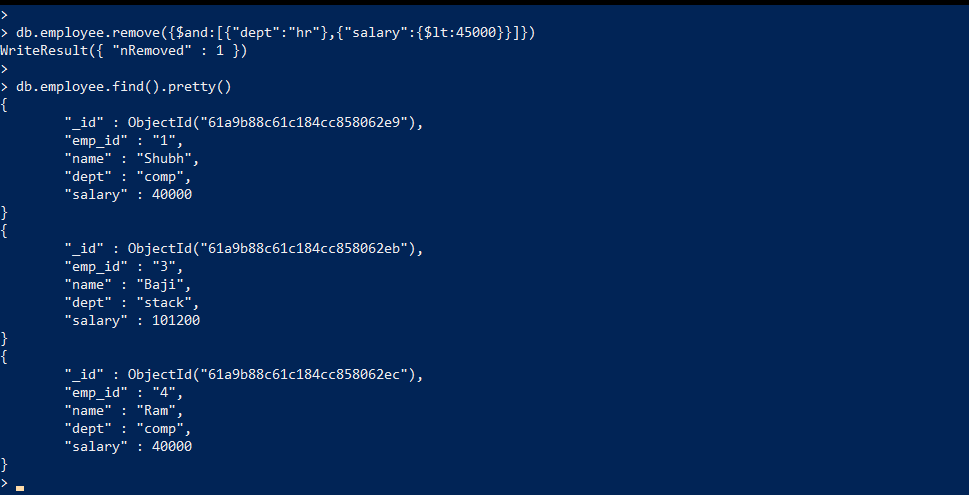 >
> db.employee.remove({$and:[{"dept":"hr"},{"salary":{$lt:45000}}]})
WriteResult({ "nRemoved" : 1 })
>
> db.employee.find().pretty()
{
        "_id" : ObjectId("61a9b88c61c184cc858062e9"),
        "emp_id" : "1",
        "name" : "Shubh",
        "dept" : "comp",
        "salary" : 40000
}
{
        "_id" : ObjectId("61a9b88c61c184cc858062eb"),
        "emp_id" : "3",
        "name" : "Baji",
        "dept" : "stack",
        "salary" : 101200
}
{
        "_id" : ObjectId("61a9b88c61c184cc858062ec"),
        "emp_id" : "4",
        "name" : "Ram",
        "dept" : "comp",
        "salary" : 40000
}
>